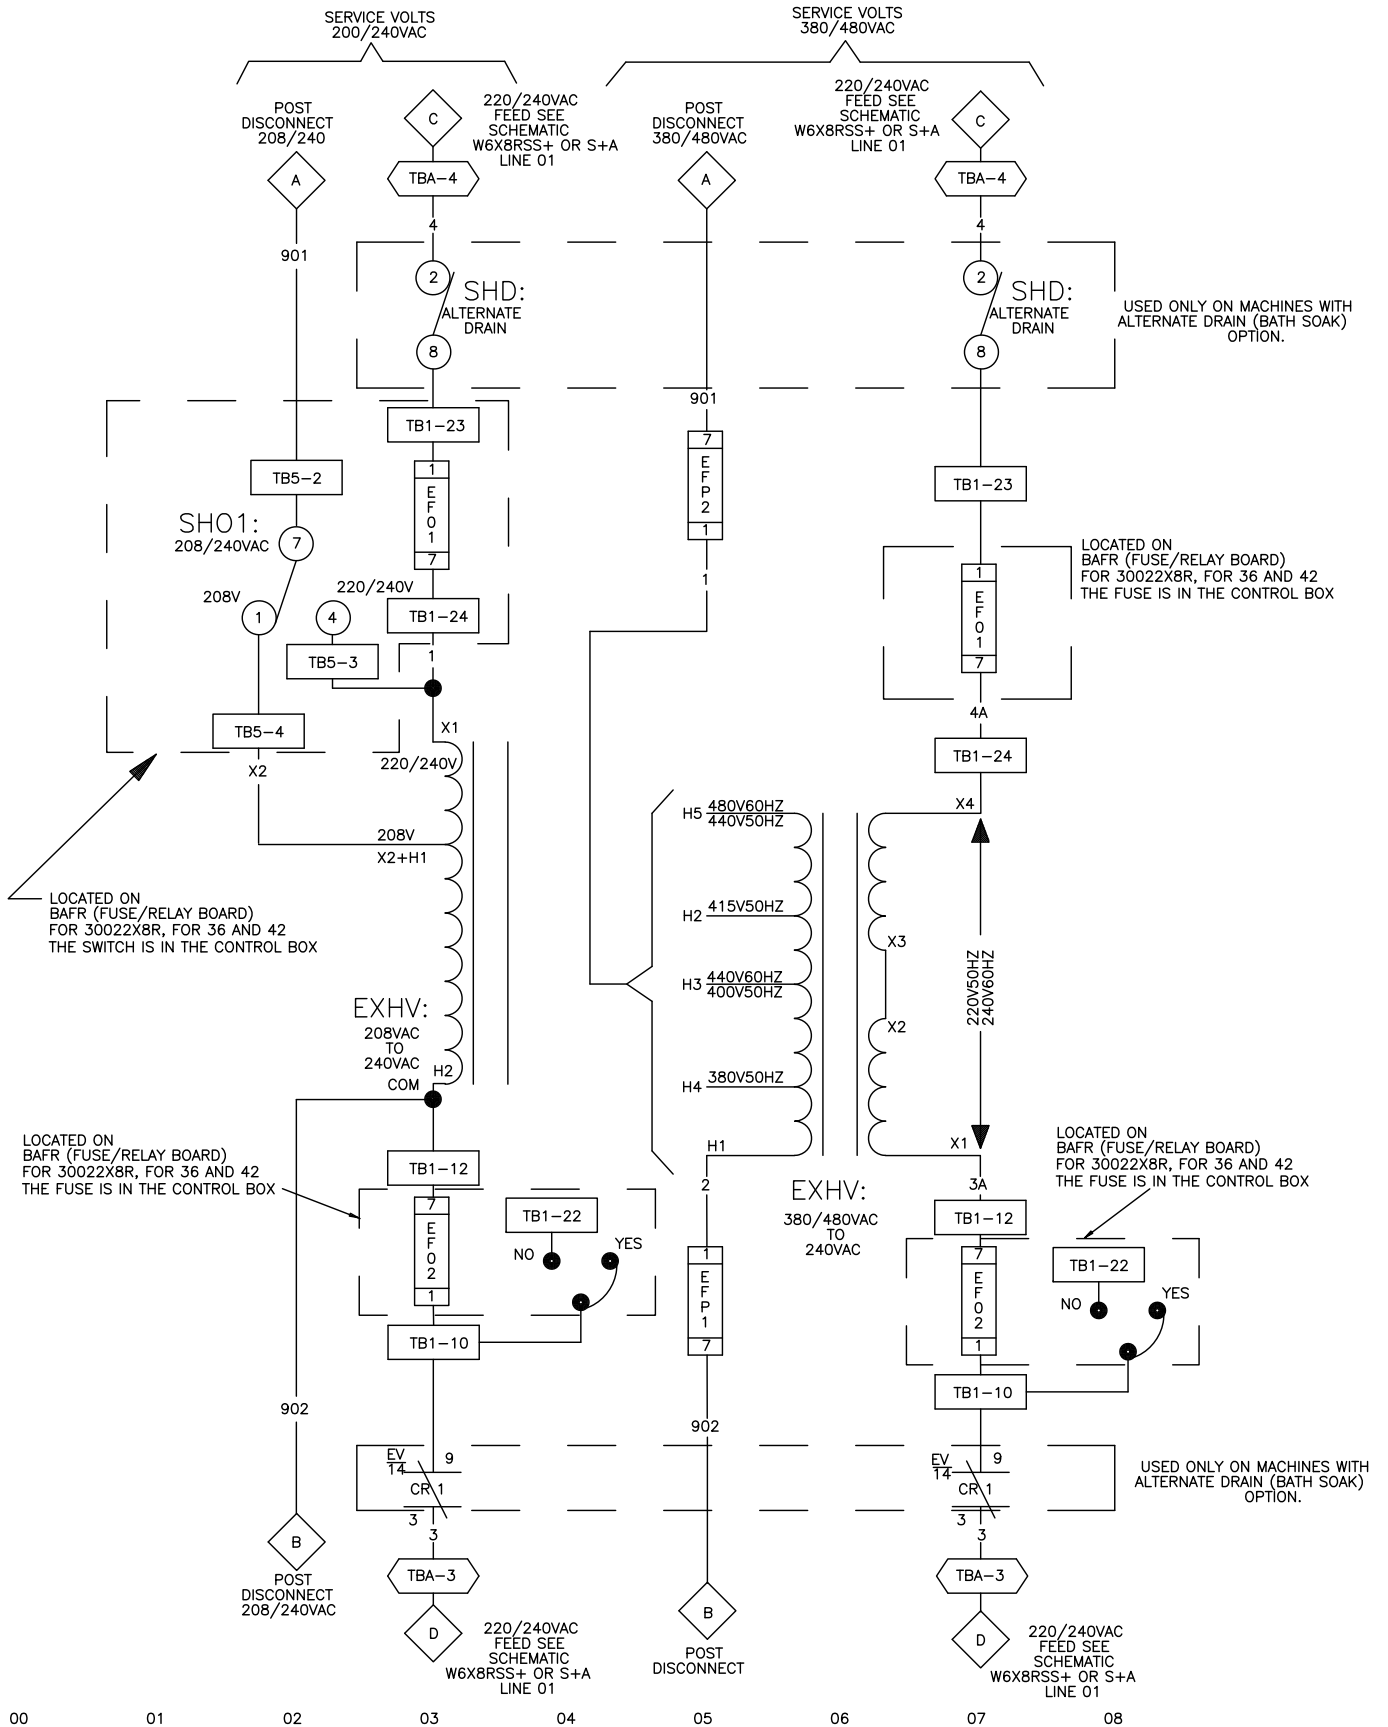 SERVICE VOLTS
200/240VAC
SERVICE VOLTS
380/480VAC
POST
DISCONNECT
208/240
A
901
C
220/240VAC
FEED SEE
SCHEMATIC
W6X8RSS+ OR S+A
LINE 01
TBA-4
4
POST
DISCONNECT
380/480VAC
A
220/240VAC
FEED SEE
SCHEMATIC
W6X8RSS+ OR S+A
LINE 01
C
TBA-4
4
2
SHD:
ALTERNATE
DRAIN
8
2
SHD:
ALTERNATE
DRAIN
8
USED ONLY ON MACHINES WITH
ALTERNATE DRAIN (BATH SOAK)
OPTION.
TB5-2
SHO1:
208/240VAC
7
208V
1
220/240V
4
TB5-3
TB5-4
X2
TB1-23
1
EF01
7
TB1-24
1
X1
220/240V
208V
X2+H1
LOCATED ON
BAFR (FUSE/RELAY BOARD)
FOR 30022X8R, FOR 36 AND 42
THE SWITCH IS IN THE CONTROL BOX
EXHV:
208VAC
TO
240VAC
COM
H2
901
7
EFP2
1
1
TB1-23
LOCATED ON
BAFR (FUSE/RELAY BOARD)
FOR 30022X8R, FOR 36 AND 42
THE FUSE IS IN THE CONTROL BOX
1
EF01
7
4A
TB1-24
H5
480V60HZ
440V50HZ
H2
415V50HZ
H3
440V60HZ
400V50HZ
H4
380V50HZ
H1
X4
X3
X2
X1
220V50HZ
240V60HZ
LOCATED ON
BAFR (FUSE/RELAY BOARD)
FOR 30022X8R, FOR 36 AND 42
THE FUSE IS IN THE CONTROL BOX
TB1-12
7
EF02
1
TB1-22
NO
YES
TB1-10
2
1
EFP1
7
902
EXHV:
380/480VAC
TO
240VAC
LOCATED ON
BAFR (FUSE/RELAY BOARD)
FOR 30022X8R, FOR 36 AND 42
THE FUSE IS IN THE CONTROL BOX
3A
TB1-12
7
EF02
1
TB1-22
NO
YES
TB1-10
902
EV
14
9
CR 1
3
3
EV
14
9
CR 1
3
3
USED ONLY ON MACHINES WITH
ALTERNATE DRAIN (BATH SOAK)
OPTION.
B
POST
DISCONNECT
208/240VAC
TBA-3
D
220/240VAC
FEED SEE
SCHEMATIC
W6X8RSS+ OR S+A
LINE 01
B
POST
DISCONNECT
TBA-3
D
220/240VAC
FEED SEE
SCHEMATIC
W6X8RSS+ OR S+A
LINE 01
00 01 02 03 04 05 06 07 08